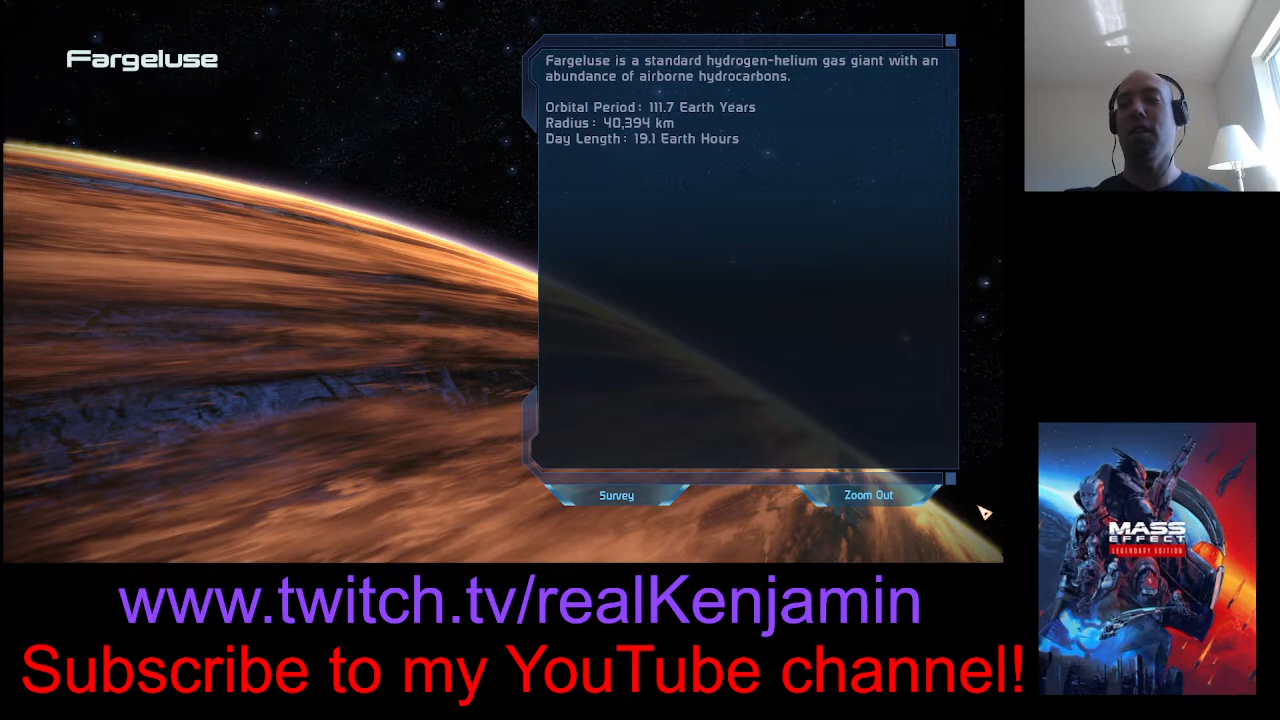 Fargeluse
Fargeluse is a standard hydrogen-helium gas giant with an
abundance of airborne hydrocarbons.
Orbital Period: 111.7 Earth Years
Radius: 40,394 km
Day Length: 19.1 Earth Hours
Survey
Zoom Out
MASS
EFFECT
LEGENDARY EDITION
www.twitch.tv/realKenjamin
Subscribe to my YouTube channel!